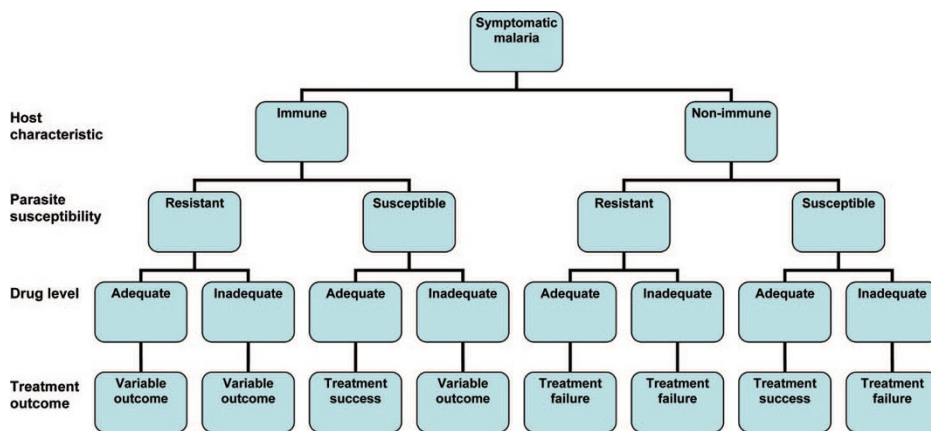 Symptomatic
malaria
Host
characteristic
Immune
Non-immune
Parasite
susceptibility
Resistant
Susceptible
Resistant
Susceptible
Drug level
Adequate
Inadequate
Adequate
Inadequate
Adequate
Inadequate
Adequate
Inadequate
Treatment
outcome
Variable
outcome
Variable
outcome
Treatment
success
Variable
outcome
Treatment
failure
Treatment
failure
Treatment
success
Treatment
failure